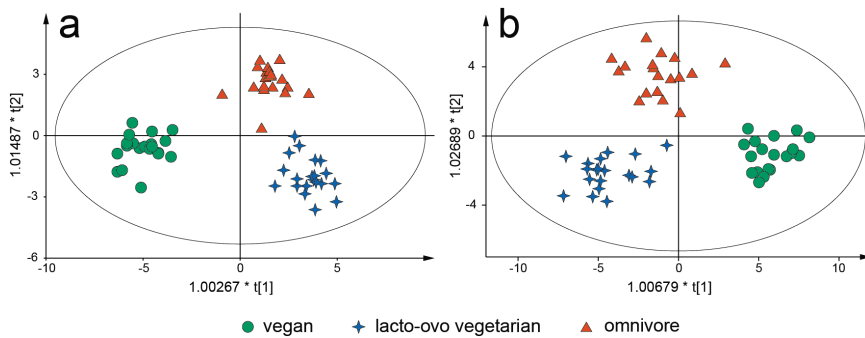 a
3
0
-3
-6
-10
-5
0
5
1.01487 * t[2]
1.00267 * t[1]
b
4
0
-4
-10
-5
0
5
10
1.02689 * t[2]
1.00679 * t[1]
vegan
lacto-ovo vegetarian
omnivore